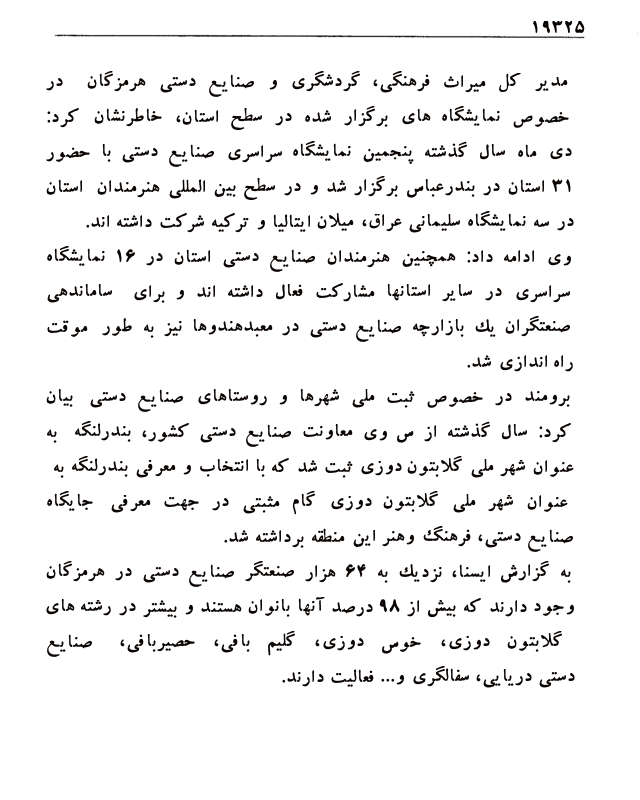 ۱۹۳۲۵
مدیر کل میراث فرهنگی، گردشگری و صنایع دستی هرمزگان در
خصوص نمایشگاه های برگزار شده در سطح استان، خاطرنشان کرد:
دی ماه سال گذشته پنجمین نمایشگاه سراسری صنایع دستی با حضور
۳۱ استان در بندرعباس برگزار شد و در سطح بین المللی هنرمندان استان
در سه نمایشگاه سلیمانی عراق، میلان ایتالیا و ترکیه شرکت داشته اند.
وی ادامه داد: همچنین هنرمندان صنایع دستی استان در ۱۶ نمایشگاه
سراسری در سایر استانها مشارکت فعال داشته اند و برای ساماندهی
صنعتگران یك بازارچه صنایع دستی در معبدهندوها نیز به طور موقت
راه اندازی شد.
برومند در خصوص ثبت ملی شهرها و روستاهای صنایع دستی بیان
کرد: سال گذشته از س وی معاونت صنایع دستی کشور، بندرلنگه به
عنوان شهر ملی گلابتون دوزی ثبت شد که با انتخاب و معرفی بندرلنگه به
عنوان شهر ملی گلابتون دوزی گام مثبتی در جهت معرفی جایگاه
صنایع دستی، فرهنگ وهنر این منطقه برداشته شد.
به گزارش ایسنا، نزدیك به ۶۴ هزار صنعتگر صنایع دستی در هرمزگان
وجود دارند که بیش از ۹۸ درصد آنها بانوان هستند و بیشتر در رشته های
گلابتون دوزی، خوس دوزی، گلیم بافی، حصیربافی، صنایع
دستی دریایی، سفالگری و... فعالیت دارند.